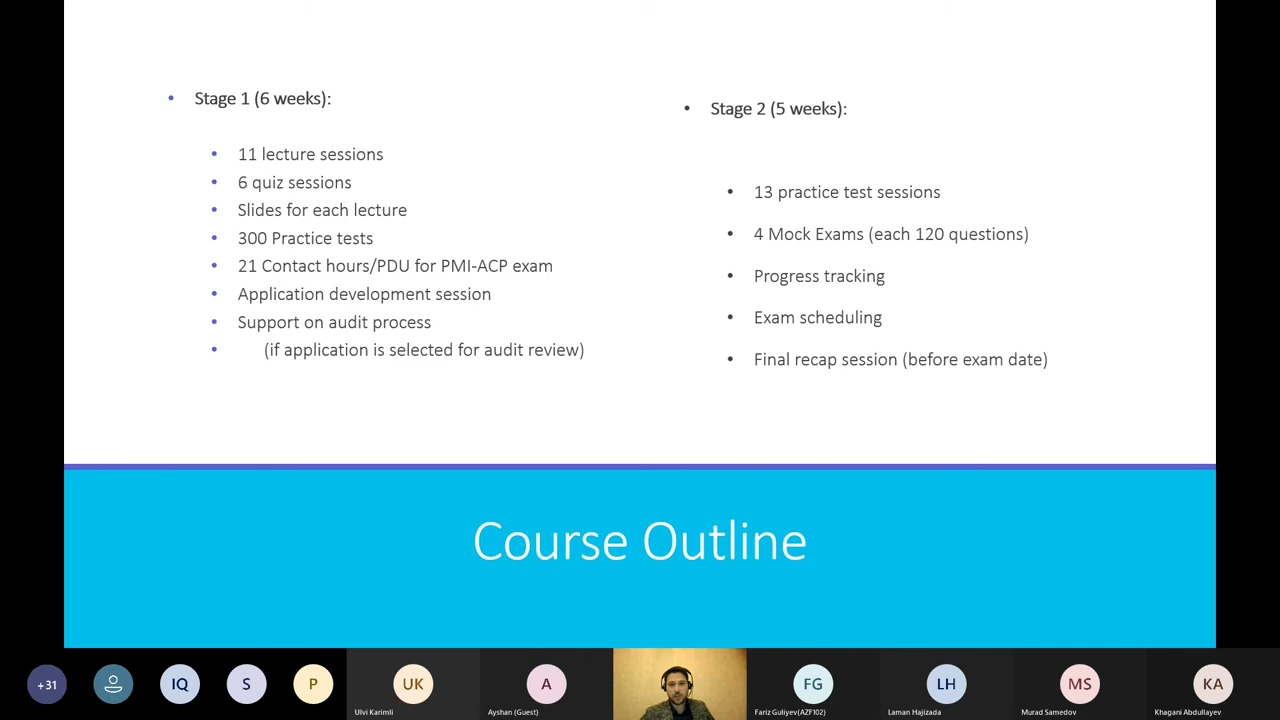 Stage 1 (6 weeks):
11 lecture sessions
6 quiz sessions
Slides for each lecture
300 Practice tests
21 Contact hours/PDU for PMI-ACP exam
Application development session
Support on audit process
(if application is selected for audit review)
Stage 2 (5 weeks):
13 practice test sessions
4 Mock Exams (each 120 questions)
Progress tracking
Exam scheduling
Final recap session (before exam date)
Course Outline
+31
IQ
S
P
UK
Ulvi Karimli
A
Ayshan (Guest)
FG
Fariz Guliyev(AZF102)
LH
Laman Hajizada
MS
Murad Samedov
KA
Khagani Abdullayev